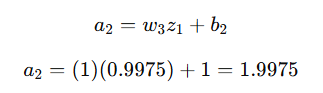 a₂ = w₃z₁ + b₂
a₂ = (1)(0.9975) + 1 = 1.9975